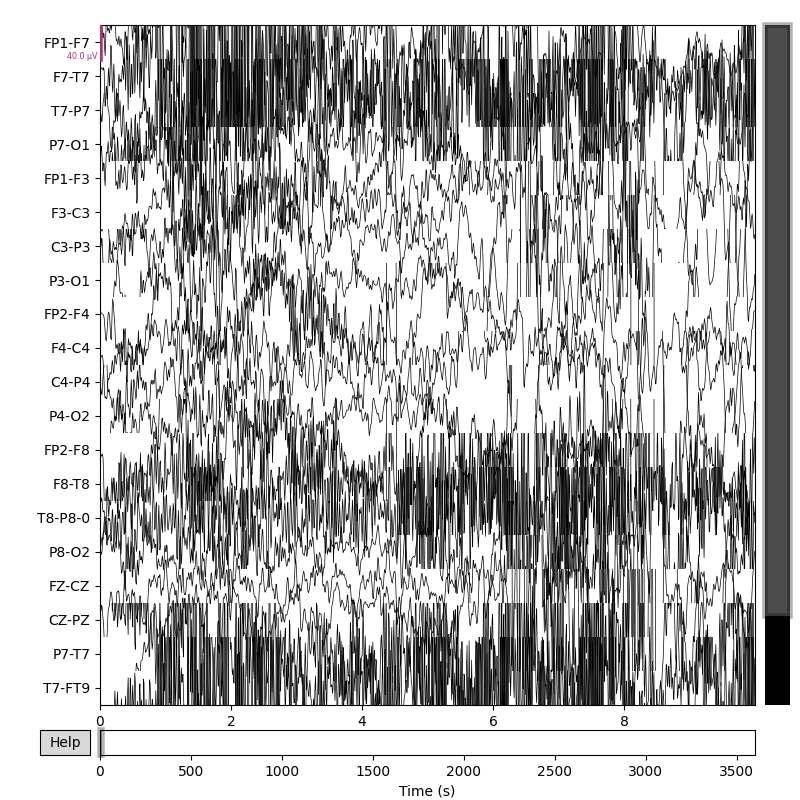 FP1-F7
40.0 µV
F7-T7
T7-P7
P7-O1
FP1-F3
F3-C3
C3-P3
P3-O1
FP2-F4
F4-C4
C4-P4
P4-O2
FP2-F8
F8-T8
T8-P8-0
P8-O2
FZ-CZ
CZ-PZ
P7-T7
T7-FT9
0 2 4 6 8
Help
0 500 1000 1500 2000 2500 3000 3500
Time (s)